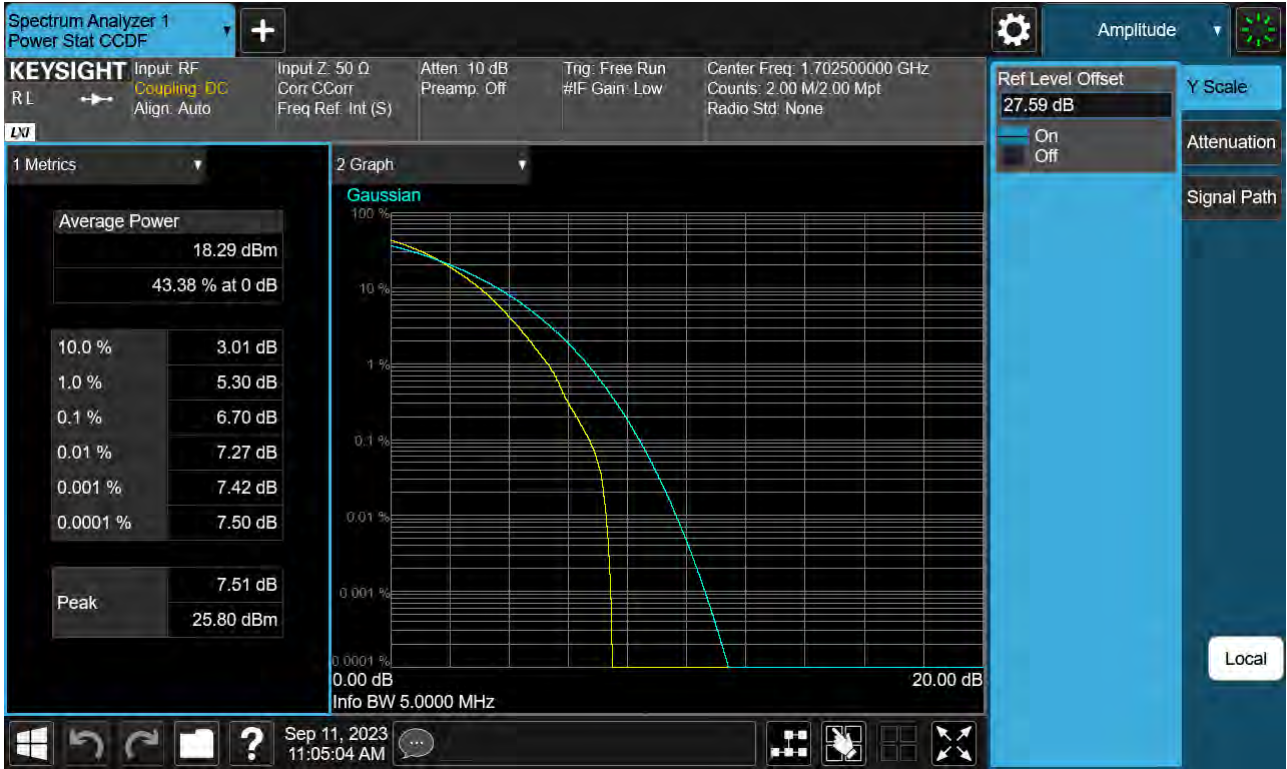 Spectrum Analyzer 1
Power Stat CCDF
Amplitude
KEYSIGHT
R L
LXI
Input: RF
Coupling: DC
Align: Auto
Input Z: 50 Ω
Corr CCorr
Freq Ref: Int (S)
Atten: 10 dB
Preamp: Off
Trig: Free Run
#IF Gain: Low
Center Freq: 1.702500000 GHz
Counts: 2.00 M/2.00 Mpt
Radio Std: None
Ref Level Offset
27.59 dB
On
Off
Y Scale
Attenuation
Signal Path
1 Metrics
Average Power
18.29 dBm
43.38 % at 0 dB
10.0 % 3.01 dB
1.0 % 5.30 dB
0.1 % 6.70 dB
0.01 % 7.27 dB
0.001 % 7.42 dB
0.0001 % 7.50 dB
Peak
7.51 dB
25.80 dBm
2 Graph
Gaussian
100 %
10 %
1 %
0.1 %
0.01 %
0.001 %
0.0001 %
0.00 dB 20.00 dB
Info BW 5.0000 MHz
Local
?
Sep 11, 2023
11:05:04 AM